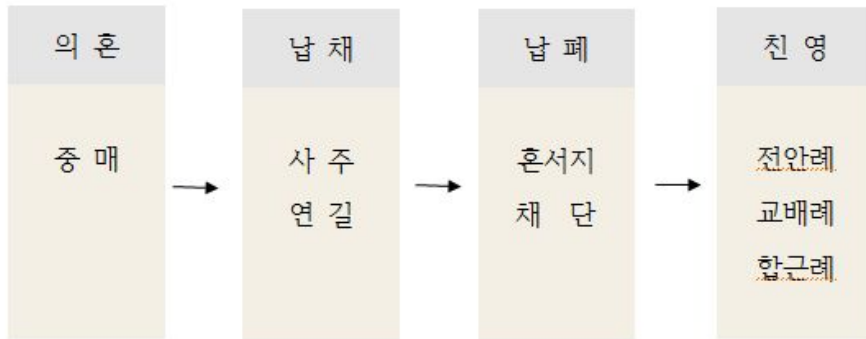 의 혼
중 매
납 채
사 주
연 길
납 폐
혼서지
채 단
친 영
전안례
교배례
합근례